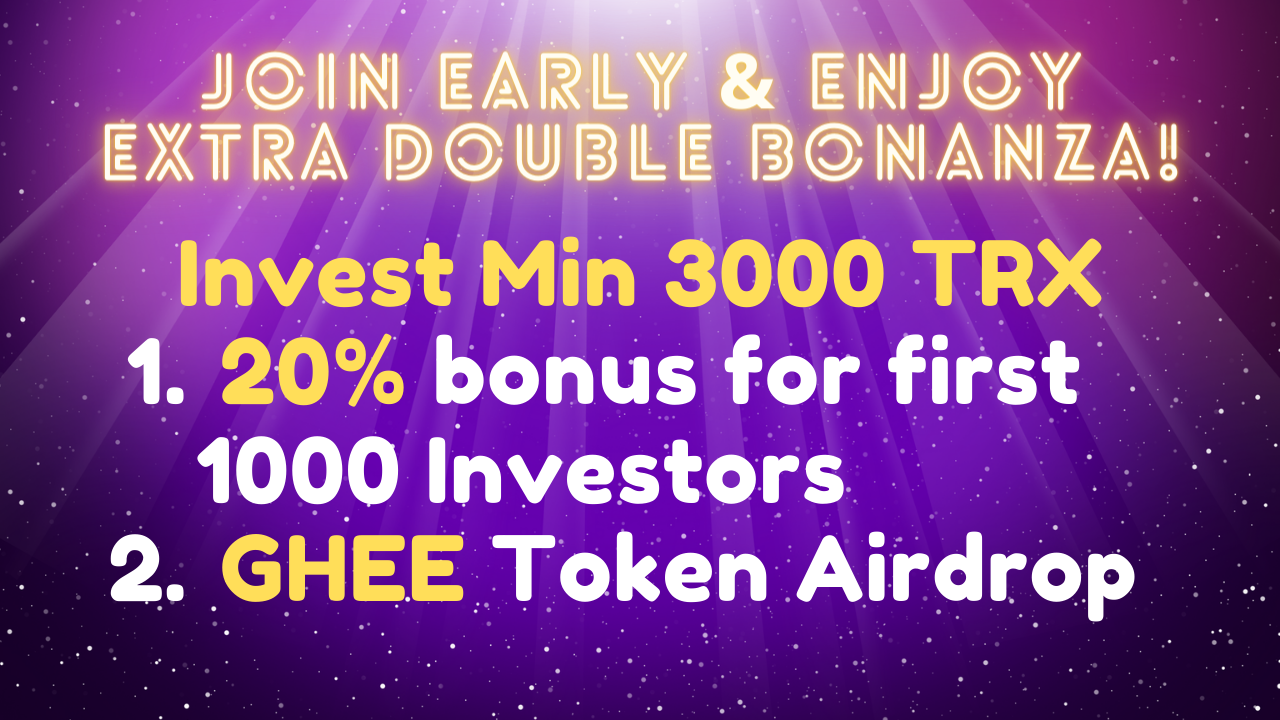 JOIN EARLY & ENJOY
EXTRA DOUBLE BONANZA!
Invest Min 3000 TRX
1. 20% bonus for first
1000 Investors
2. GHEE Token Airdrop